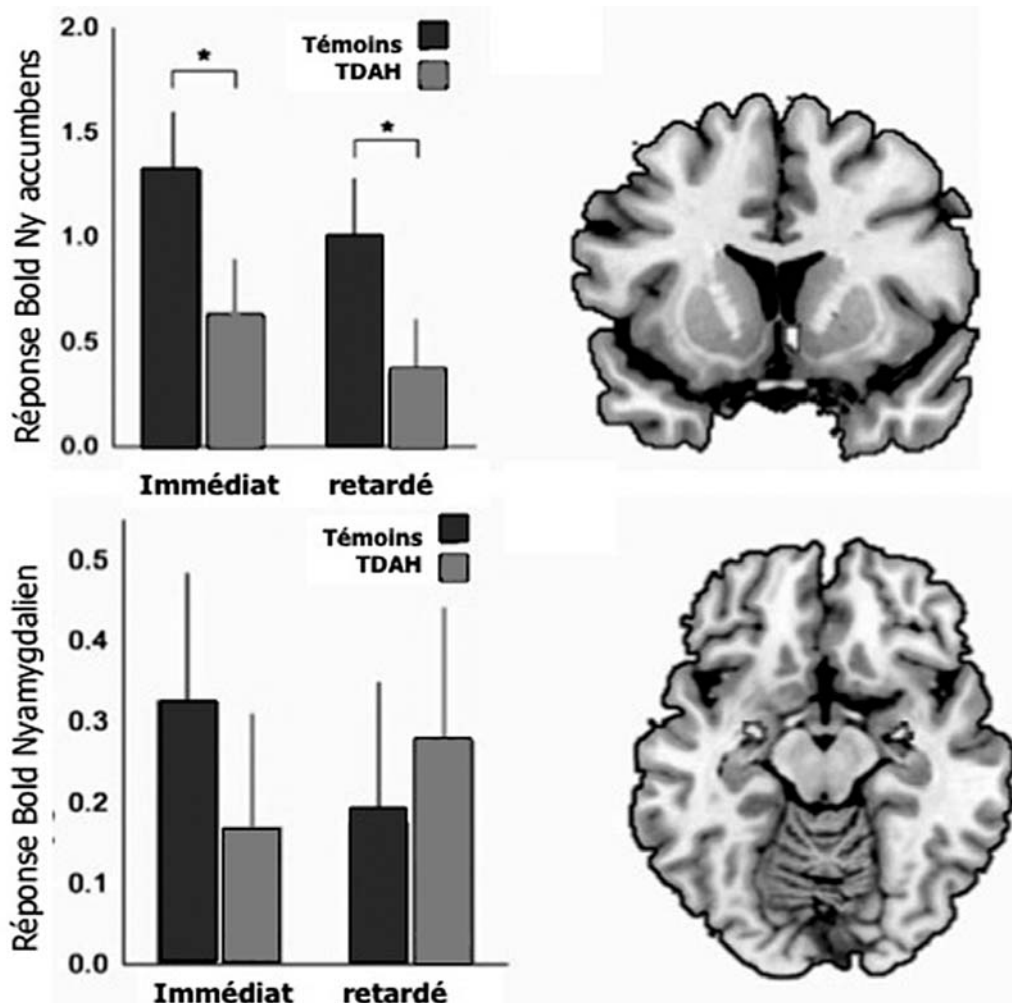 Réponse Bold Ny accumbens
2.0
1.5
1.0
0.5
0.0
Témoins
TDAH
*
*
Immédiat retardé
Réponse Bold Nyamygdalien
0.5
0.4
0.3
0.2
0.1
0.0
Témoins
TDAH
Immédiat retardé